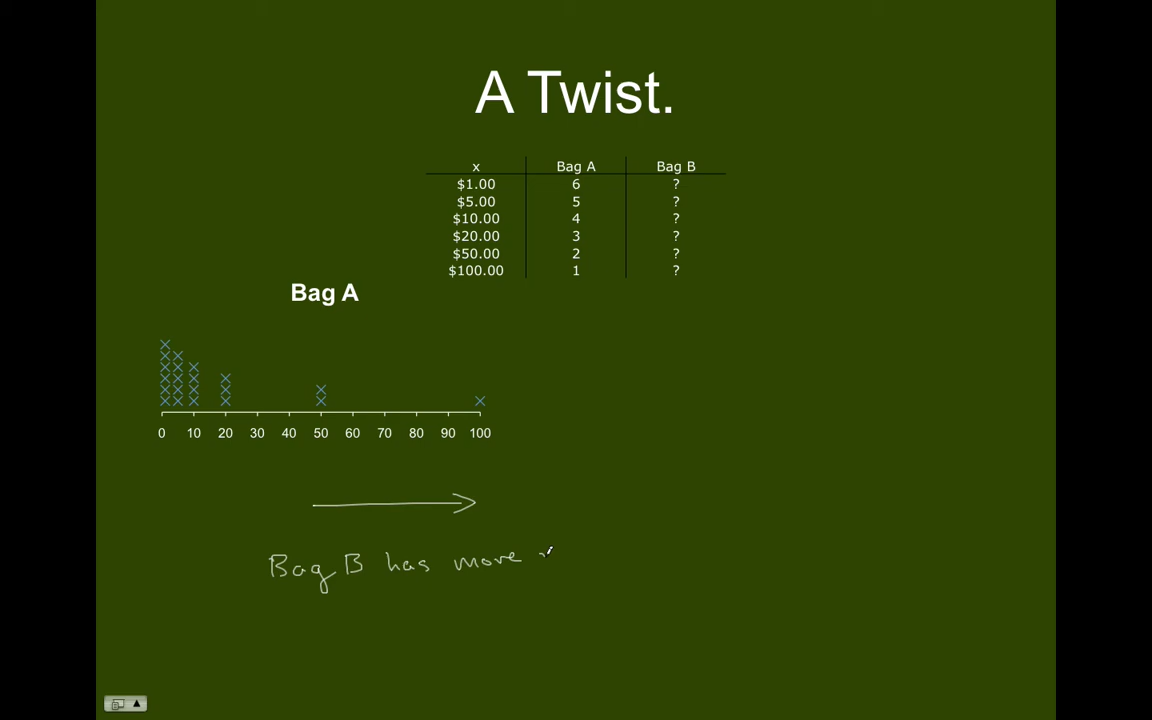 A Twist.
x Bag A Bag B
$1.00 6 ?
$5.00 5 ?
$10.00 4 ?
$20.00 3 ?
$50.00 2 ?
$100.00 1 ?
Bag A
0 10 20 30 40 50 60 70 80 90 100
Bag B has more